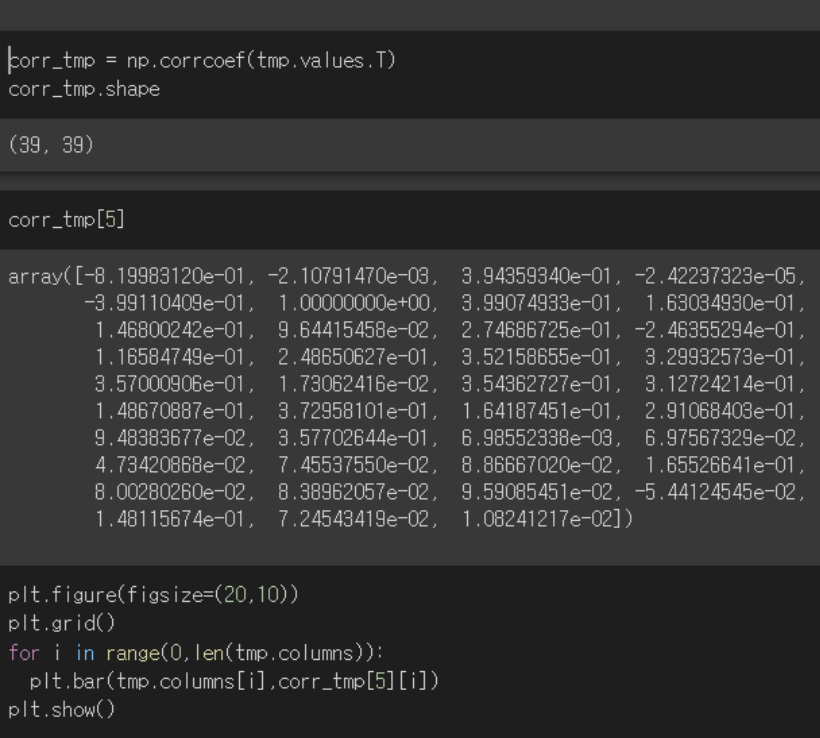 corr_tmp = np.corrcoef(tmp.values.T)
corr_tmp.shape
(39, 39)
corr_tmp[5]
array([-8.19983120e-01, -2.10791470e-03,  3.94359340e-01, -2.42237323e-05,
       -3.99110409e-01,  1.00000000e+00,  3.99074933e-01,  1.63034930e-01,
        1.46800242e-01,  9.64415458e-02,  2.74686725e-01, -2.46355294e-01,
        1.16584749e-01,  2.48650627e-01,  3.52158655e-01,  3.29932573e-01,
        3.57000906e-01,  1.73062416e-02,  3.54362727e-01,  3.12724214e-01,
        1.48670887e-01,  3.72958101e-01,  1.64187451e-01,  2.91068403e-01,
        9.48383677e-02,  3.57702644e-01,  6.98552338e-03,  6.97567329e-02,
        4.73420868e-02,  7.45537550e-02,  8.86667020e-02,  1.65526641e-01,
        8.00280260e-02,  8.38962057e-02,  9.59085451e-02, -5.44124545e-02,
        1.48115674e-01,  7.24543419e-02,  1.08241217e-02])
plt.figure(figsize=(20,10))
plt.grid()
for i in range(0,len(tmp.columns)):
  plt.bar(tmp.columns[i],corr_tmp[5][i])
plt.show()